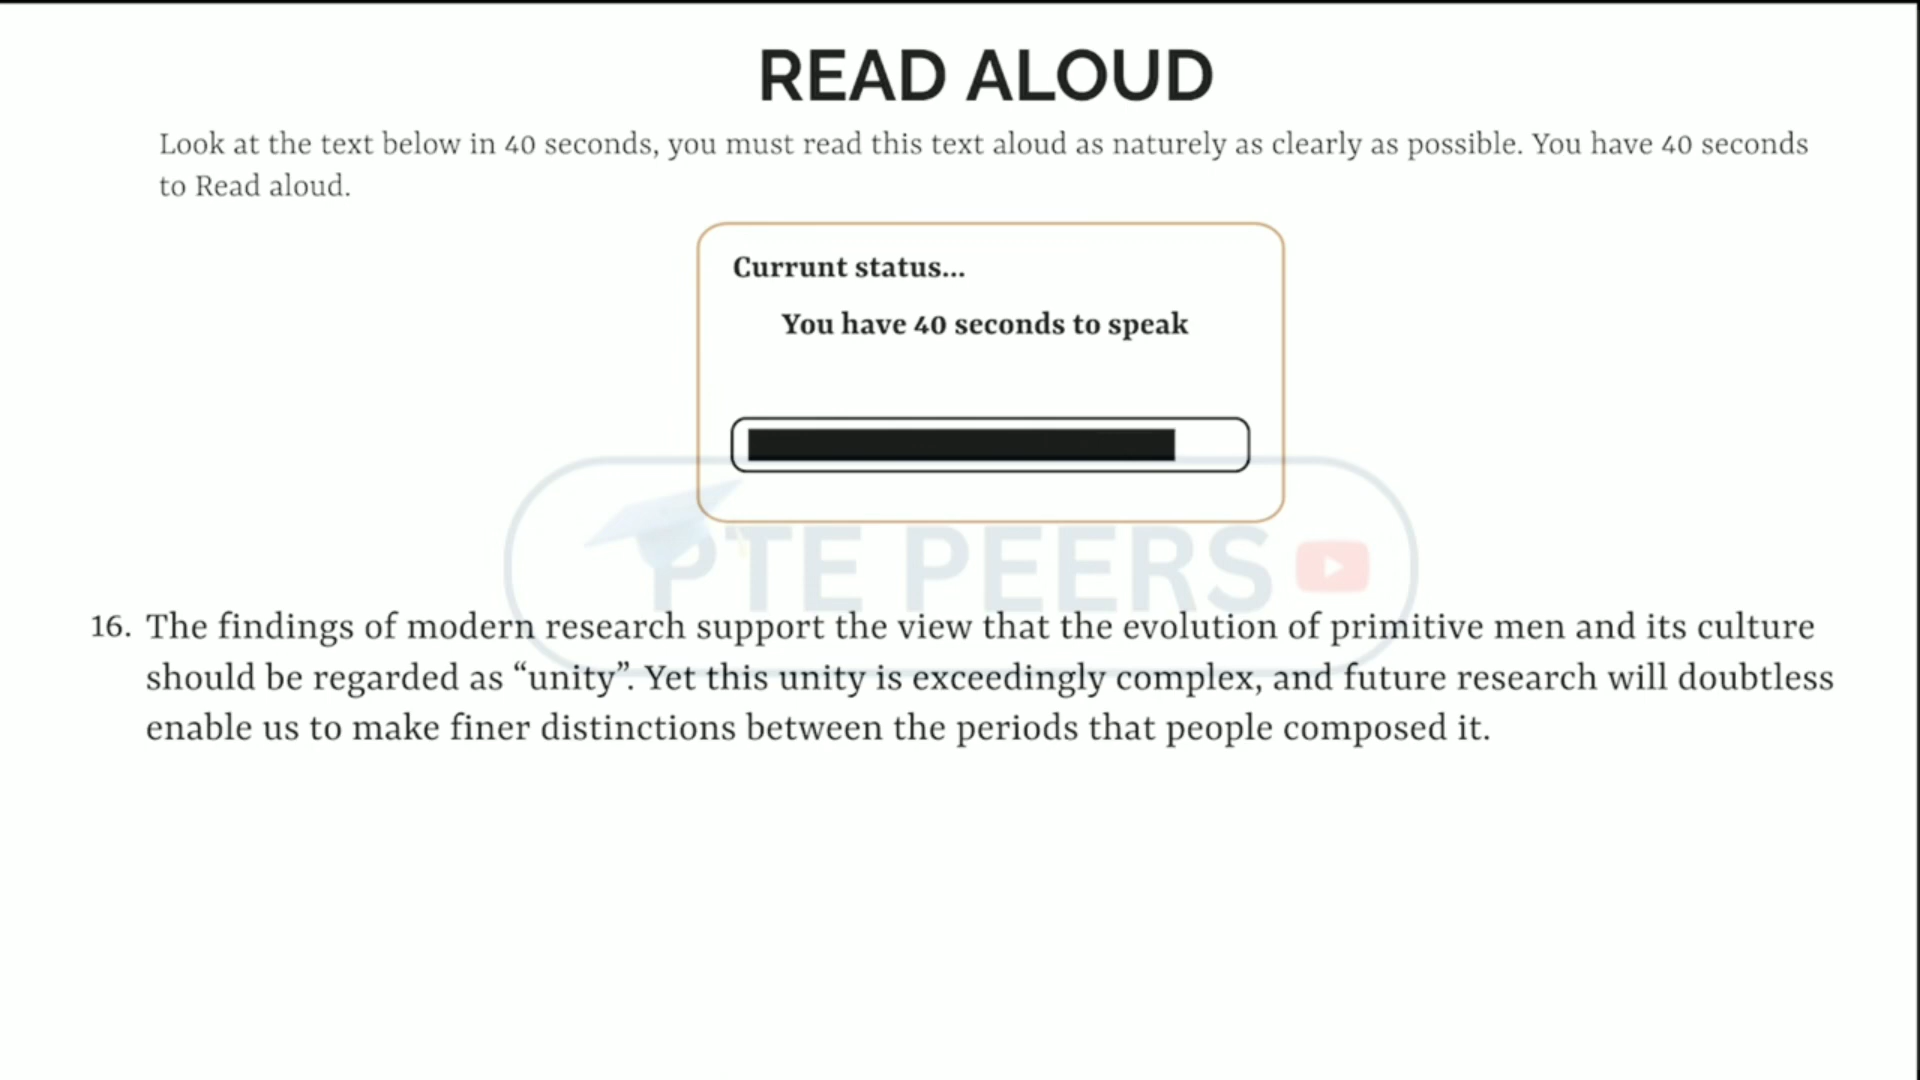 READ ALOUD
Look at the text below in 40 seconds, you must read this text aloud as naturely as clearly as possible. You have 40 seconds
to Read aloud.
Currunt status...
You have 40 seconds to speak
PTE PEERS
16. The findings of modern research support the view that the evolution of primitive men and its culture
should be regarded as “unity”. Yet this unity is exceedingly complex, and future research will doubtless
enable us to make finer distinctions between the periods that people composed it.